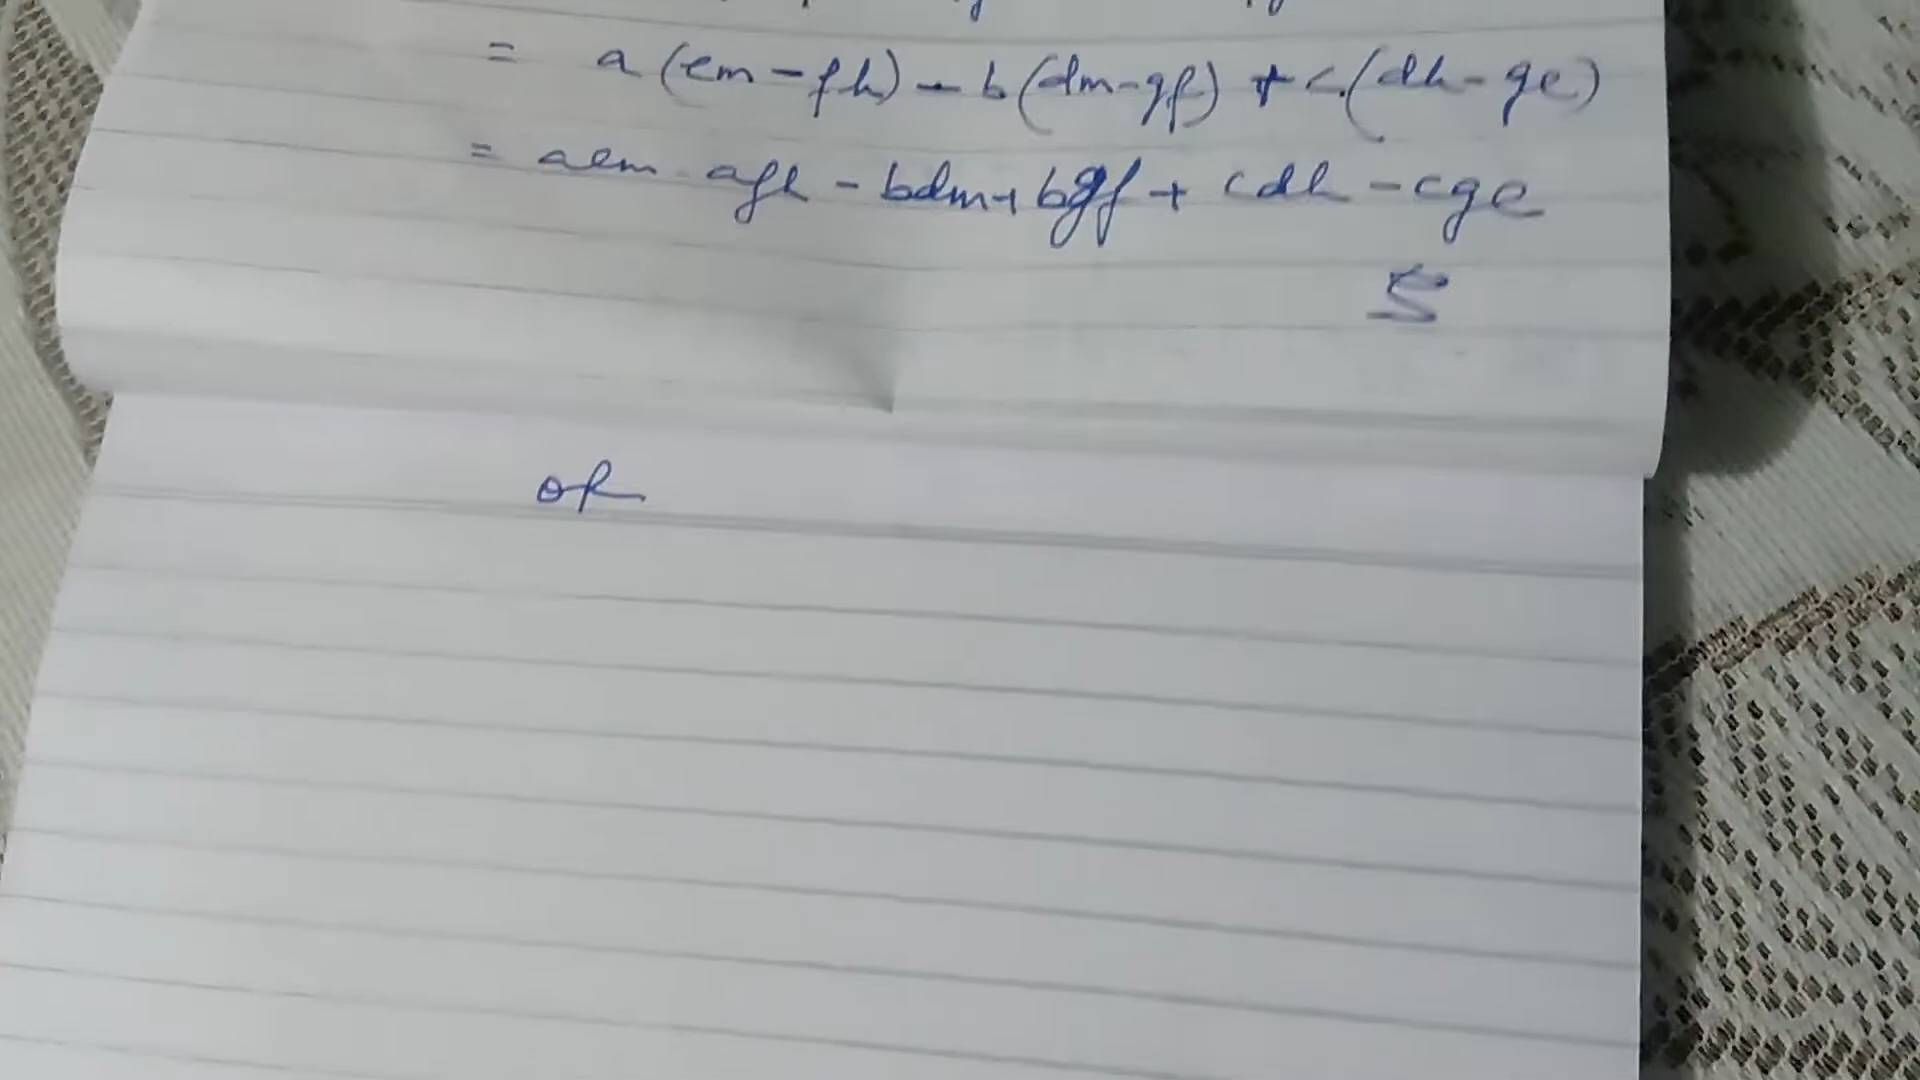 = a (em - fh) - b (dm - gf) + c. (dh - ge)
= aem - afh - bdm + bgf + cdh - cge
or